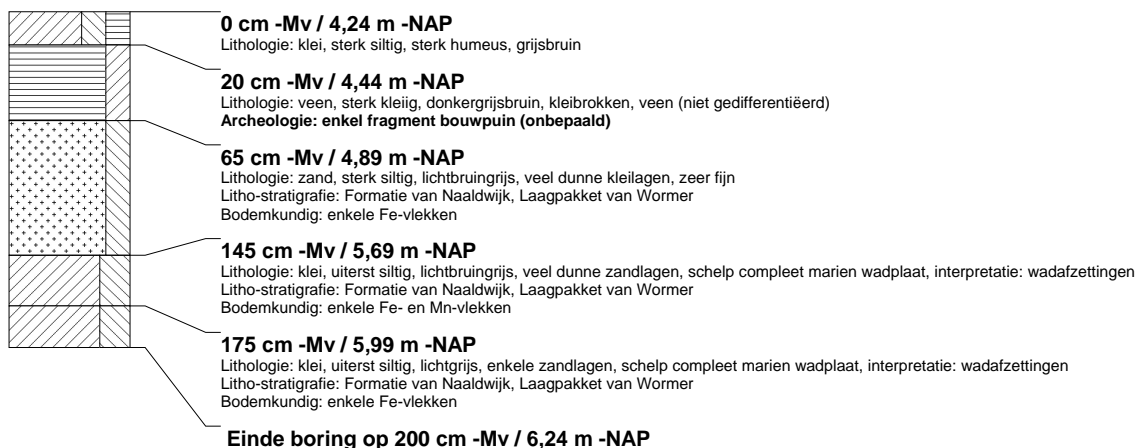 0 cm -Mv / 4,24 m -NAP
Lithologie: klei, sterk siltig, sterk humeus, grijsbruin
20 cm -Mv / 4,44 m -NAP
Lithologie: veen, sterk kleiig, donkergrijsbruin, kleibrokken, veen (niet gedifferentiëerd)
Archeologie: enkel fragment bouwpuin (onbepaald)
65 cm -Mv / 4,89 m -NAP
Lithologie: zand, sterk siltig, lichtbruingrijs, veel dunne kleilagen, zeer fijn
Litho-stratigrafie: Formatie van Naaldwijk, Laagpakket van Wormer
Bodemkundig: enkele Fe-vlekken
145 cm -Mv / 5,69 m -NAP
Lithologie: klei, uiterst siltig, lichtbruingrijs, veel dunne zandlagen, schelp compleet marien wadplaat, interpretatie: wadafzettingen
Litho-stratigrafie: Formatie van Naaldwijk, Laagpakket van Wormer
Bodemkundig: enkele Fe- en Mn-vlekken
175 cm -Mv / 5,99 m -NAP
Lithologie: klei, uiterst siltig, lichtgrijs, enkele zandlagen, schelp compleet marien wadplaat, interpretatie: wadafzettingen
Litho-stratigrafie: Formatie van Naaldwijk, Laagpakket van Wormer
Bodemkundig: enkele Fe-vlekken
Einde boring op 200 cm -Mv / 6,24 m -NAP